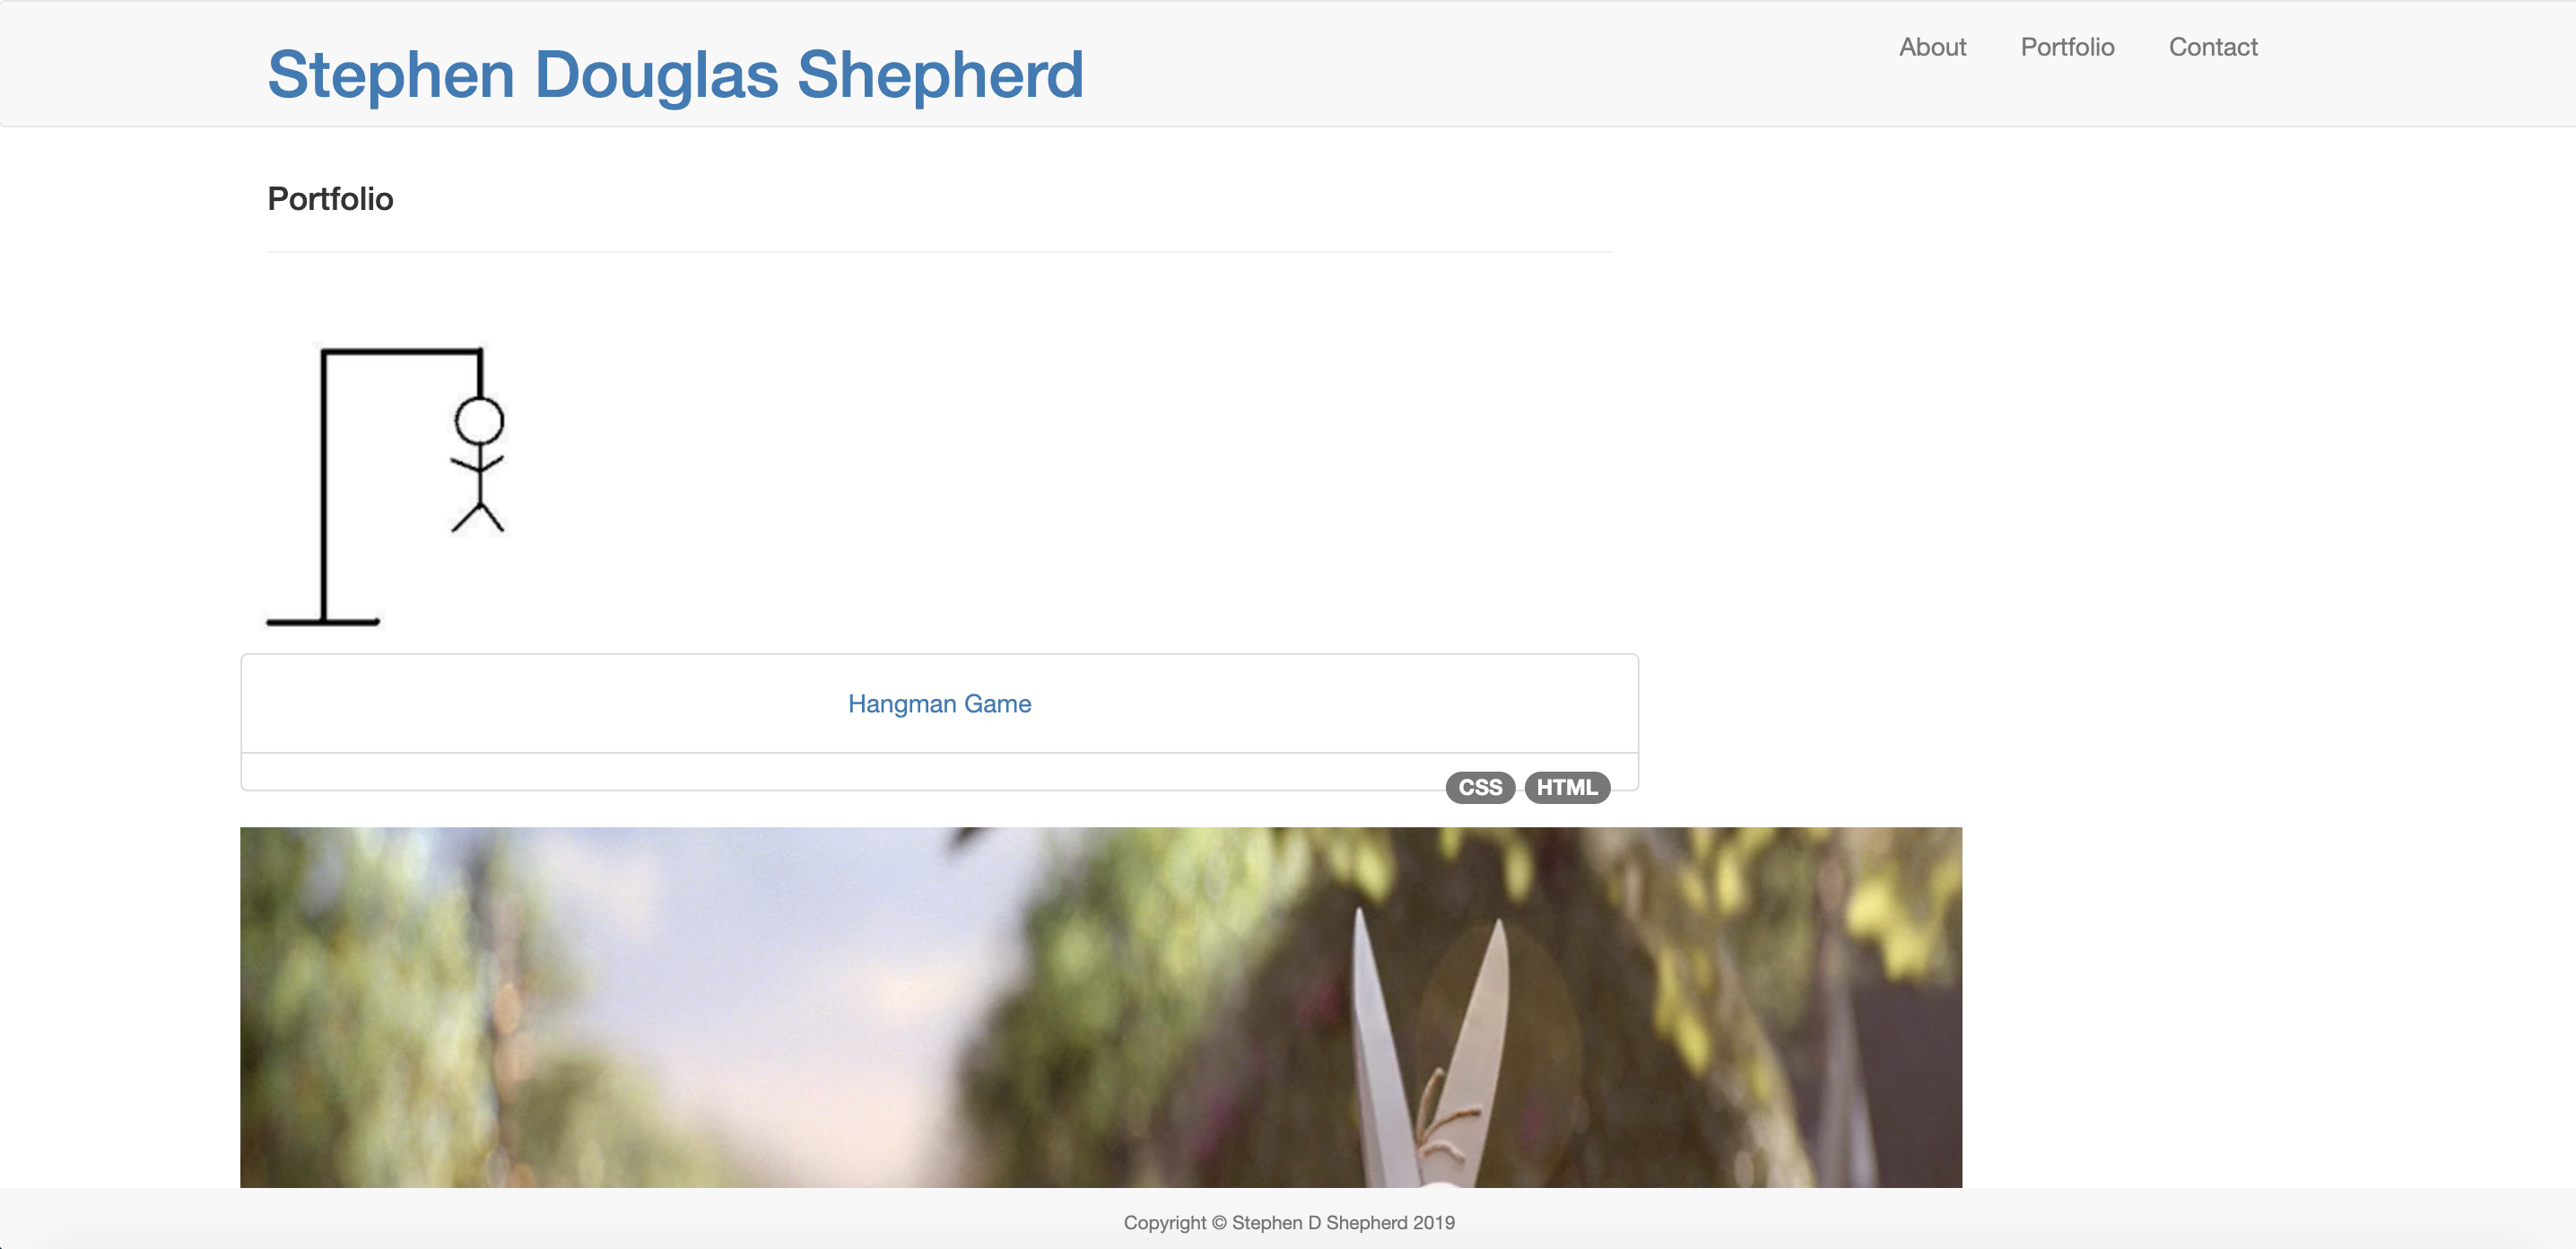 Stephen Douglas Shepherd
About Portfolio Contact
Portfolio
Hangman Game
CSS HTML
Copyright © Stephen D Shepherd 2019